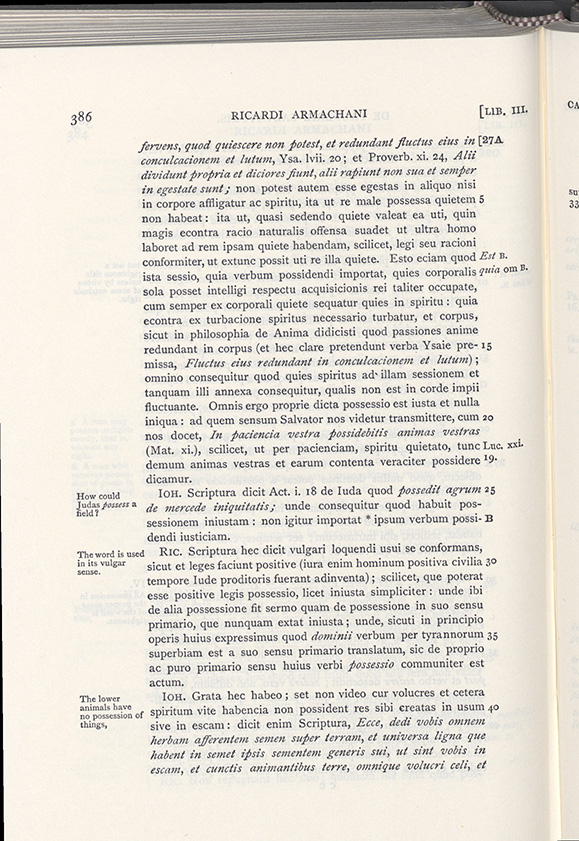 386 RICARDI ARMACHANI [LIB. III.
fervens, quod quiescere non potest, et redundant fluctus eius in [27A
conculcacionem et lutum, Ysa. lvii. 20; et Proverb. xi. 24, Alii
dividunt propria et diciores fiunt, alii rapiunt non sua et semper
in egestate sunt; non potest autem esse egestas in aliquo nisi
in corpore affligatur ac spiritu, ita ut re male possessa quietem 5
non habeat: ita ut, quasi sedendo quiete valeat ea uti, quin
magis econtra racio naturalis offensa suadet ut ultra homo
laboret ad rem ipsam quiete habendam, scilicet, legi seu racioni
conformiter, ut extunc possit uti re illa quiete. Esto eciam quod Est B.
ista sessio, quia verbum possidendi importat, quies corporalis quia om B.
sola posset intelligi respectu acquisicionis rei taliter occupate,
cum semper ex corporali quiete sequatur quies in spiritu: quia
econtra ex turbacione spiritus necessario turbatur, et corpus,
sicut in philosophia de Anima didicisti quod passiones anime
redundant in corpus (et hec clare pretendunt verba Ysaie pre- 15
missa, Fluctus eius redundant in conculcacionem et lutum);
omnino consequitur quod quies spiritus ad illam sessionem et
tanquam illi annexa consequitur, qualis non est in corde impii
fluctuante. Omnis ergo proprie dicta possessio est iusta et nulla
iniqua: ad quem sensum Salvator nos videtur transmittere, cum 20
nos docet, In paciencia vestra possidebitis animas vestras
(Mat. xi.), scilicet, ut per pacienciam, spiritu quietato, tunc Luc. xxi.
demum animas vestras et earum contenta veraciter possidere 19.
dicamur.
How could
Judas possess a
field?
IOH. Scriptura dicit Act. i. 18 de Iuda quod possedit agrum 25
de mercede iniquitatis; unde consequitur quod habuit pos-
sessionem iniustam: non igitur importat * ipsum verbum possi- B
dendi iusticiam.
The word is used
in its vulgar
sense.
RIC. Scriptura hec dicit vulgari loquendi usui se conformans,
sicut et leges faciunt positive (iura enim hominum positiva civilia 30
tempore Iude proditoris fuerant adinventa); scilicet, que poterat
esse positive legis possessio, licet iniusta simpliciter: unde ibi
de alia possessione fit sermo quam de possessione in suo sensu
primario, que nunquam extat iniusta; unde, sicuti in principio
operis huius expressimus quod dominii verbum per tyrannorum 35
superbiam est a suo sensu primario translatum, sic de proprio
ac puro primario sensu huius verbi possessio communiter est
actum.
The lower
animals have
no possession of
things,
IOH. Grata hec habeo; set non video cur volucres et cetera
spiritum vite habencia non possident res sibi creatas in usum 40
sive in escam: dicit enim Scriptura, Ecce, dedi vobis omnem
herbam afferentem semen super terram, et universa ligna que
habent in semet ipsis sementem generis sui, ut sint vobis in
escam, et cunctis animantibus terre, omnique volucri celi, et
CA
su
33